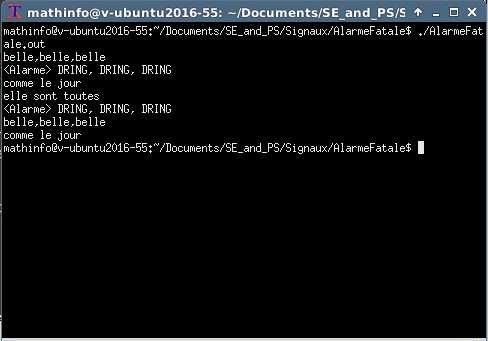 mathinfo@v-ubuntu2016-55: ~/Documents/SE_and_PS/S
mathinfo@v-ubuntu2016-55:~/Documents/SE_and_PS/Signaux/AlarmeFatale$ ./AlarmeFat
ale.out
belle,belle,belle
<Alarme> DRING, DRING, DRING
comme le jour
elle sont toutes
<Alarme> DRING, DRING, DRING
belle,belle,belle
comme le jour
mathinfo@v-ubuntu2016-55:~/Documents/SE_and_PS/Signaux/AlarmeFatale$